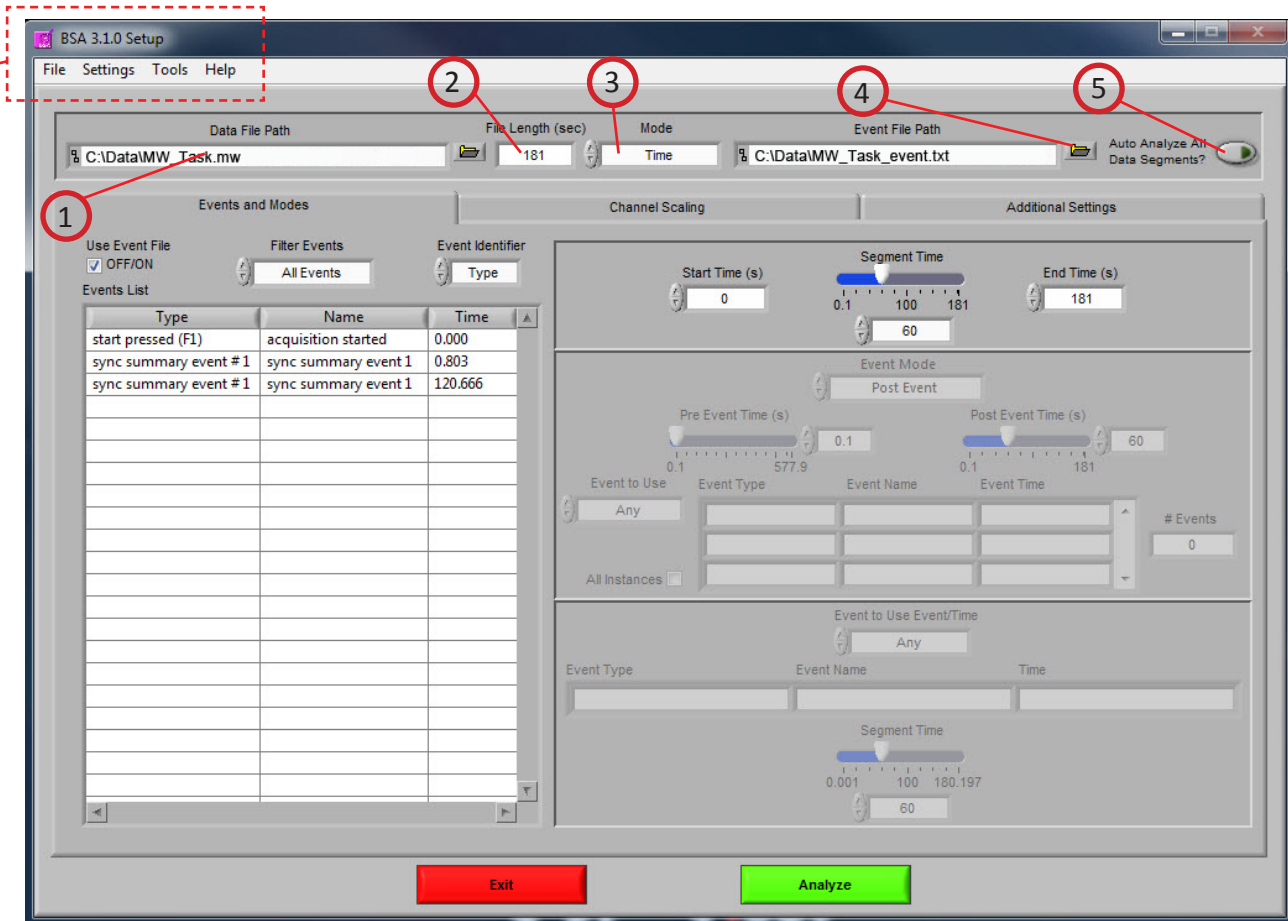 BSA 3.1.0 Setup
File Settings Tools Help
2
3
4
5
Data File Path
File Length (sec)
Mode
Event File Path
Auto Analyze All
Data Segments?
C:\Data\MW_Task.mw
181
Time
C:\Data\MW_Task_event.txt
1
Events and Modes
Channel Scaling
Additional Settings
Use Event File
OFF/ON
Filter Events
All Events
Event Identifier
Type
Events List
Type Name Time
start pressed (F1) acquisition started 0.000
sync summary event # 1 sync summary event 1 0.803
sync summary event # 1 sync summary event 1 120.666
Start Time (s)
0
Segment Time
0.1 100 181
60
End Time (s)
181
Event Mode
Post Event
Pre Event Time (s)
0.1
0.1 577.9
Post Event Time (s)
60
0.1 181
Event to Use
Any
Event Type Event Name Event Time
# Events
0
All Instances
Event to Use Event/Time
Any
Event Type Event Name Time
Segment Time
0.001 100 180.197
60
Exit
Analyze